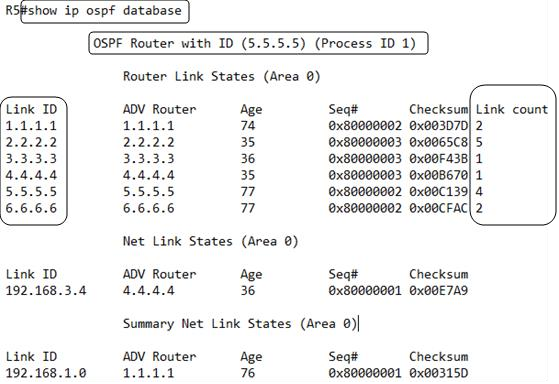 R5#show ip ospf database
OSPF Router with ID (5.5.5.5) (Process ID 1)
Router Link States (Area 0)
Link ID ADV Router Age Seq# Checksum Link count
1.1.1.1 1.1.1.1 74 0x80000002 0x003D7D 2
2.2.2.2 2.2.2.2 35 0x80000003 0x0065C8 5
3.3.3.3 3.3.3.3 36 0x80000003 0x00F43B 1
4.4.4.4 4.4.4.4 35 0x80000003 0x00B670 1
5.5.5.5 5.5.5.5 77 0x80000002 0x00C139 4
6.6.6.6 6.6.6.6 77 0x80000002 0x00CFAC 2
Net Link States (Area 0)
Link ID ADV Router Age Seq# Checksum
192.168.3.4 4.4.4.4 36 0x80000001 0x00E7A9
Summary Net Link States (Area 0)
Link ID ADV Router Age Seq# Checksum
192.168.1.0 1.1.1.1 76 0x80000001 0x00315D